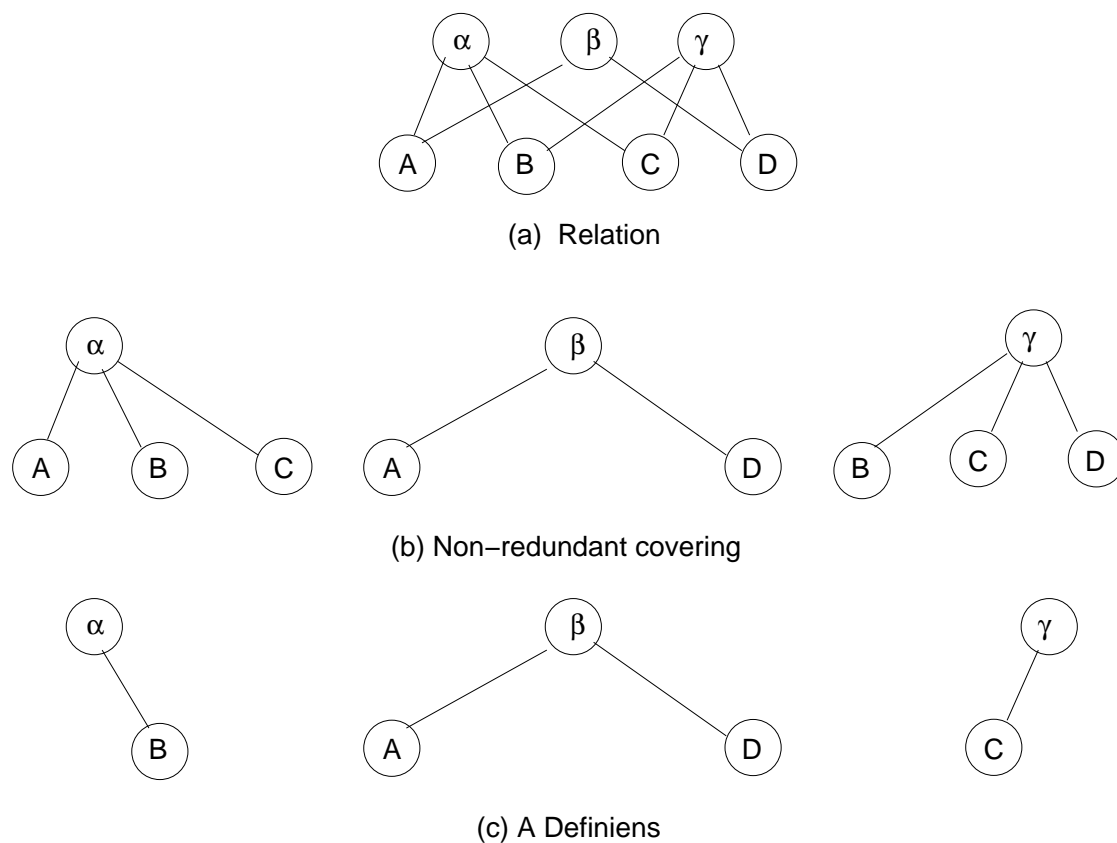 α β γ
A B C D
(a) Relation
α β γ
A B C A D B C D
(b) Non−redundant covering
α β γ
B A D C
(c) A Definiens